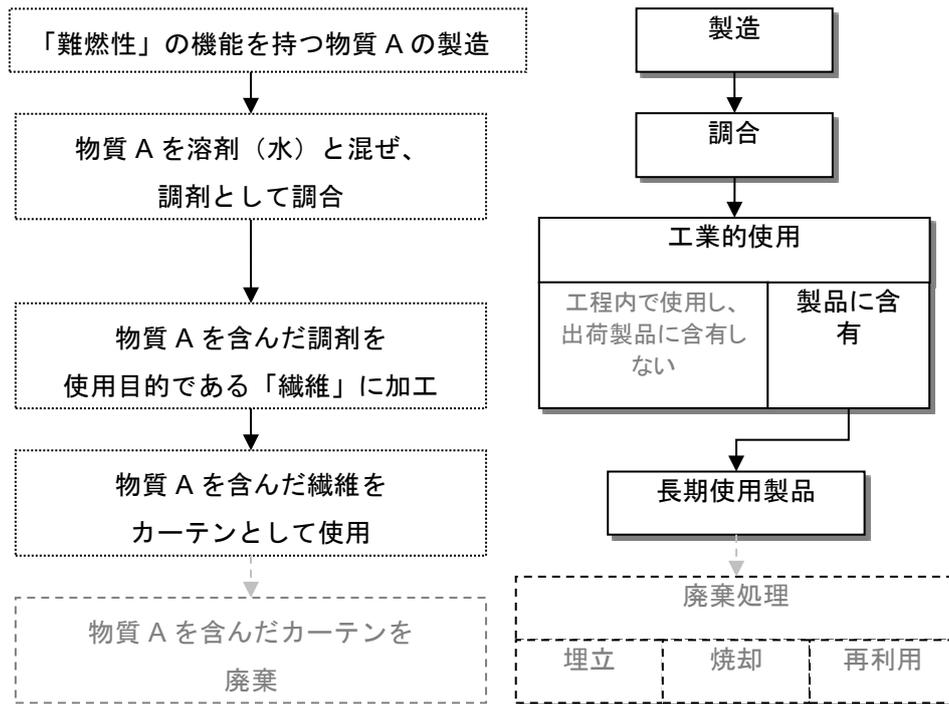 「難燃性」の機能を持つ物質 A の製造
物質 A を溶剤（水）と混ぜ、
調剤として調合
物質 A を含んだ調剤を
使用目的である「繊維」に加工
物質 A を含んだ繊維を
カーテンとして使用
物質 A を含んだカーテンを
廃棄
製造
調合
工業的使用
工程内で使用し、
出荷製品に含有し
ない
製品に含
有
長期使用製品
廃棄処理
埋立
焼却
再利用